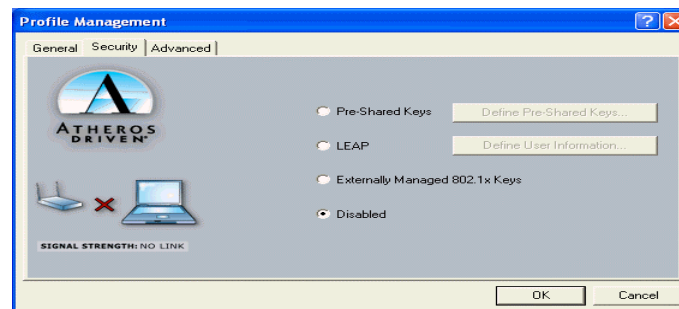 Profile Management
General Security Advanced
ATHEROS
DRIVEN
Pre-Shared Keys Define Pre-Shared Keys...
LEAP Define User Information...
Externally Managed 802.1x Keys
Disabled
SIGNAL STRENGTH: NO LINK
OK Cancel